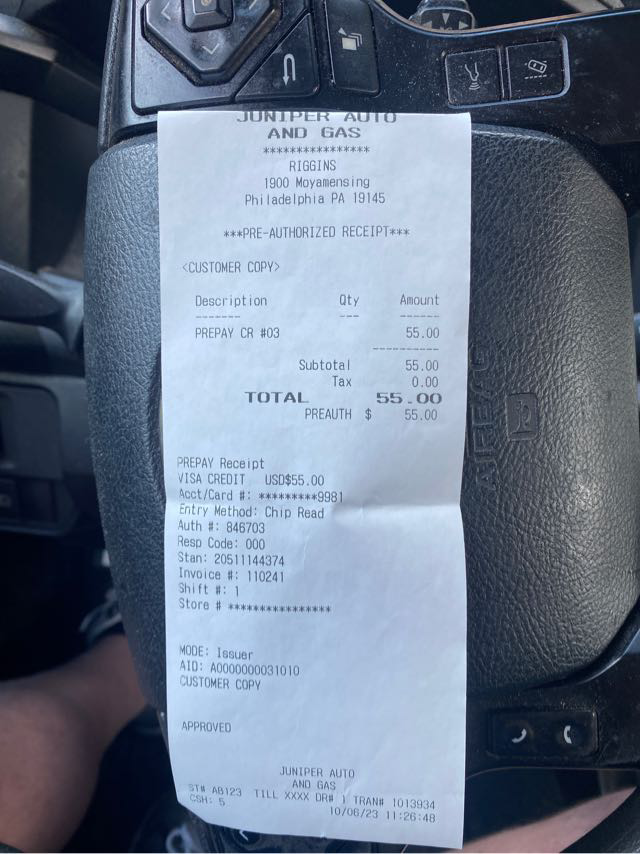 JUNIPER AUTO
AND GAS
****************
RIGGINS
1900 Moyamensing
Philadelphia PA 19145
***PRE-AUTHORIZED RECEIPT***
<CUSTOMER COPY>
Description Qty Amount
------- --- ------
PREPAY CR #03 55.00
----------
Subtotal 55.00
Tax 0.00
TOTAL 55.00
PREAUTH $ 55.00
PREPAY Receipt
VISA CREDIT USD$55.00
Acct/Card #: *********9981
Entry Method: Chip Read
Auth #: 846703
Resp Code: 000
Stan: 20511144374
Invoice #: 110241
Shift #: 1
Store # ****************
MODE: Issuer
AID: A0000000031010
CUSTOMER COPY
APPROVED
JUNIPER AUTO
AND GAS
ST# AB123 TILL XXXX DR# 1 TRAN# 1013934
CSH: 5 10/06/23 11:26:48
AIRBAG